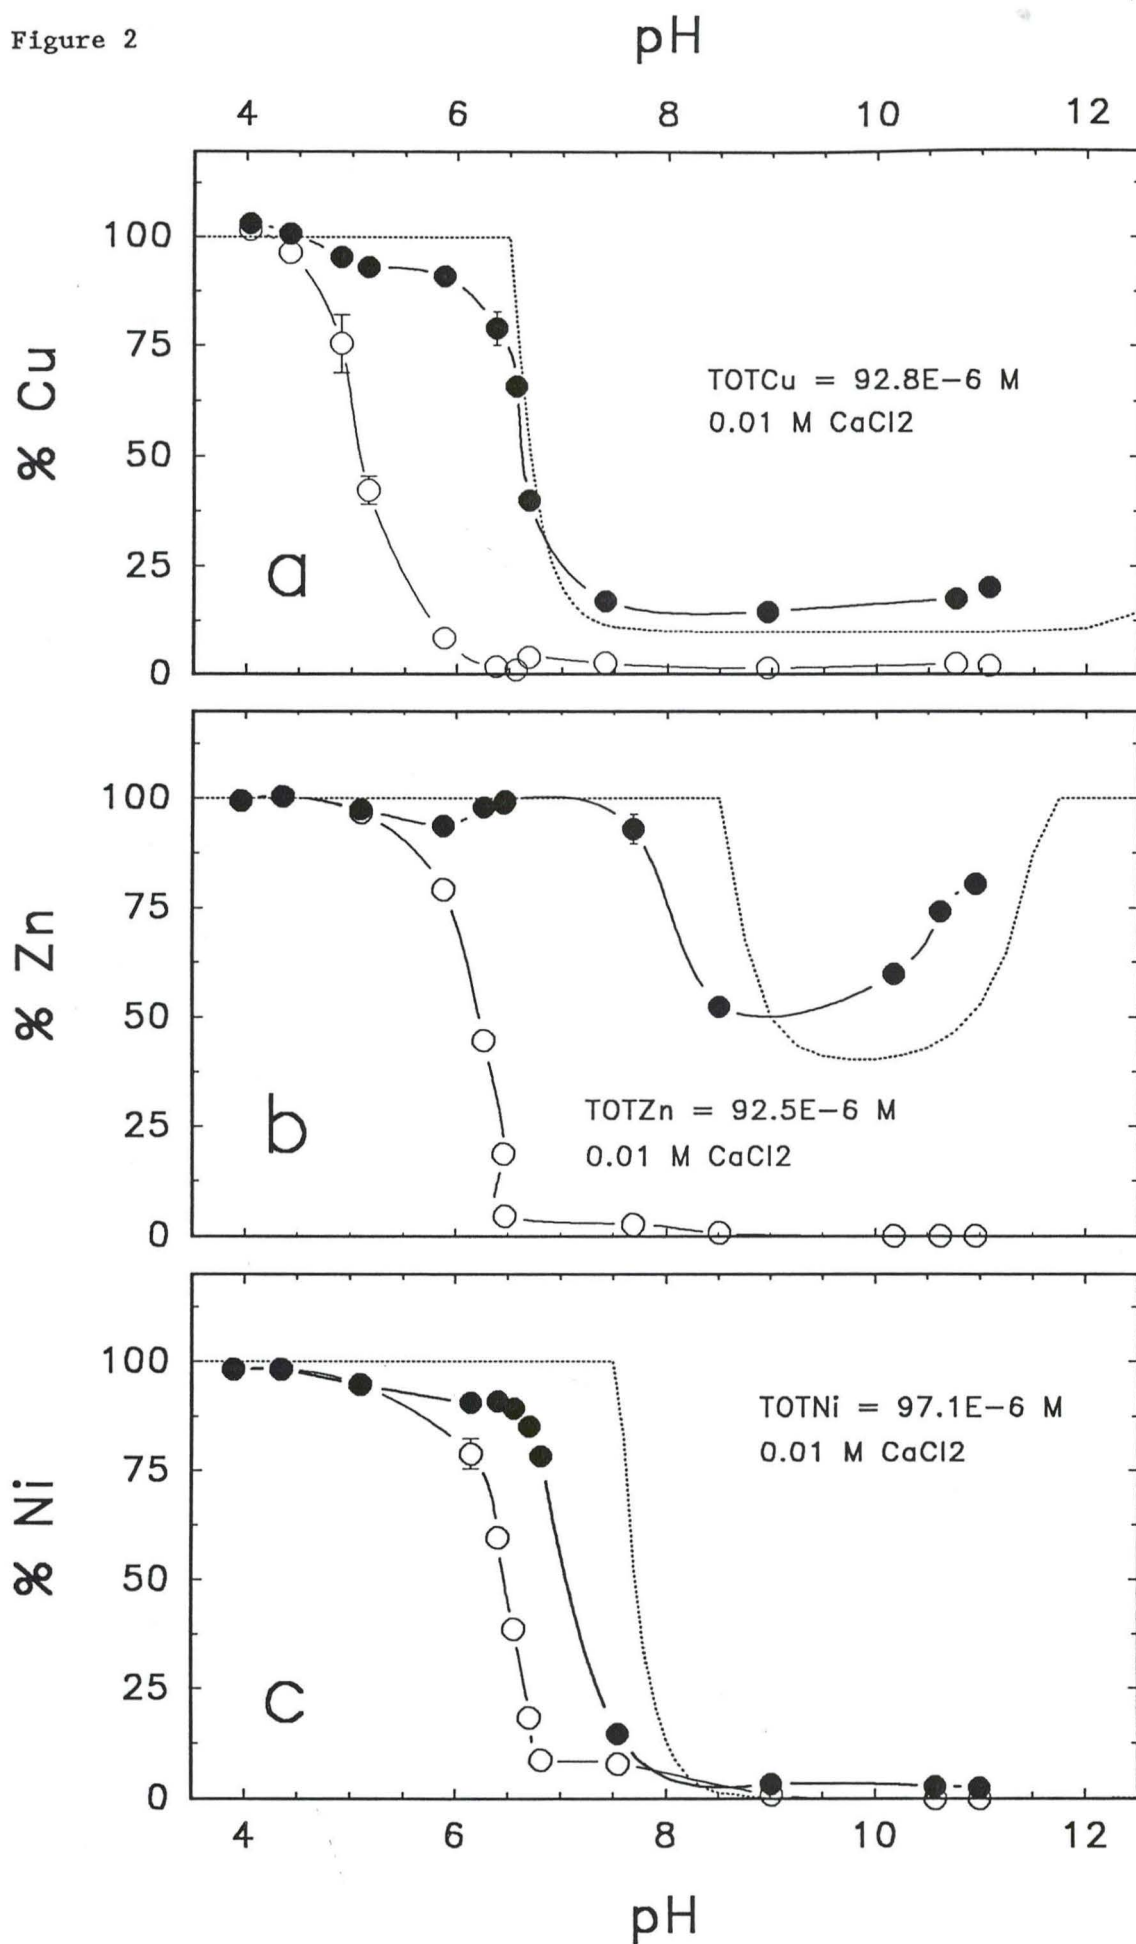 Figure 2
pH
4 6 8 10 12
100
75
50
25
0
% Cu
TOTCu = 92.8E-6 M
0.01 M CaCl2
a
100
75
50
25
0
% Zn
TOTZn = 92.5E-6 M
0.01 M CaCl2
b
100
75
50
25
0
% Ni
TOTNi = 97.1E-6 M
0.01 M CaCl2
c
4 6 8 10 12
pH